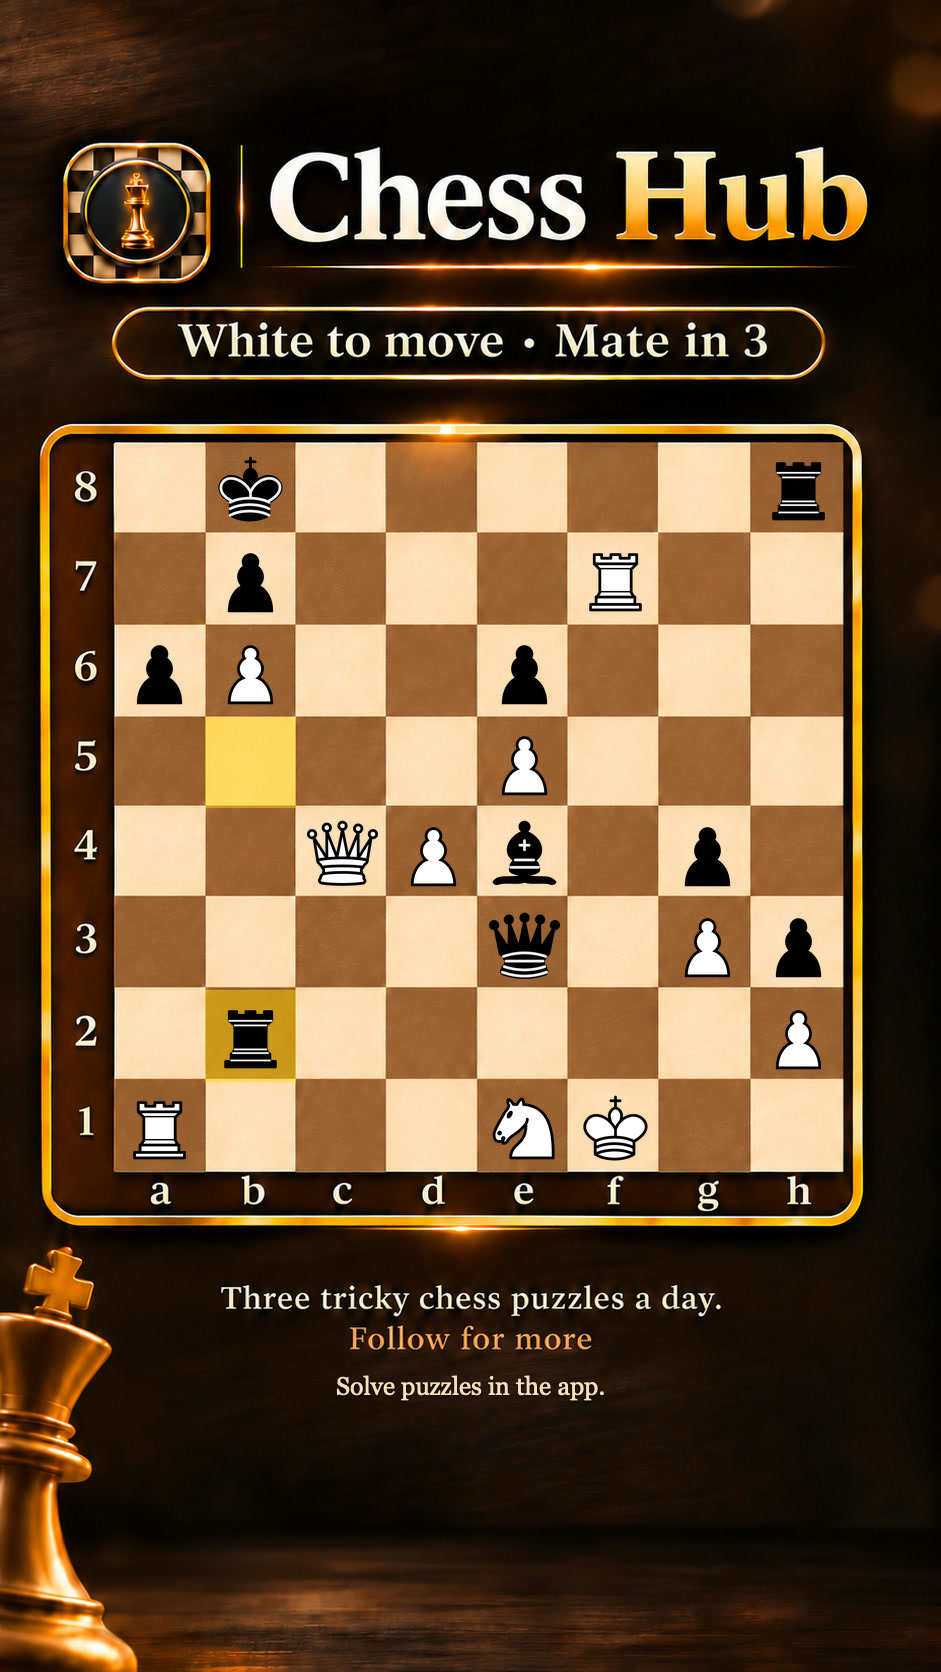 Chess Hub
White to move • Mate in 3
8
7
6
5
4
3
2
1
a b c d e f g h
Three tricky chess puzzles a day.
Follow for more
Solve puzzles in the app.